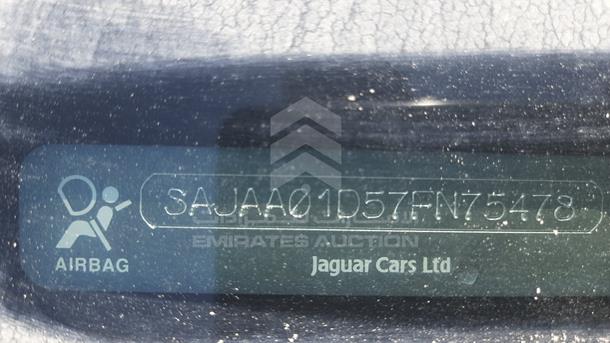 SAJAA01D57FN75478
EMIRATES AUCTION
AIRBAG
Jaguar Cars Ltd